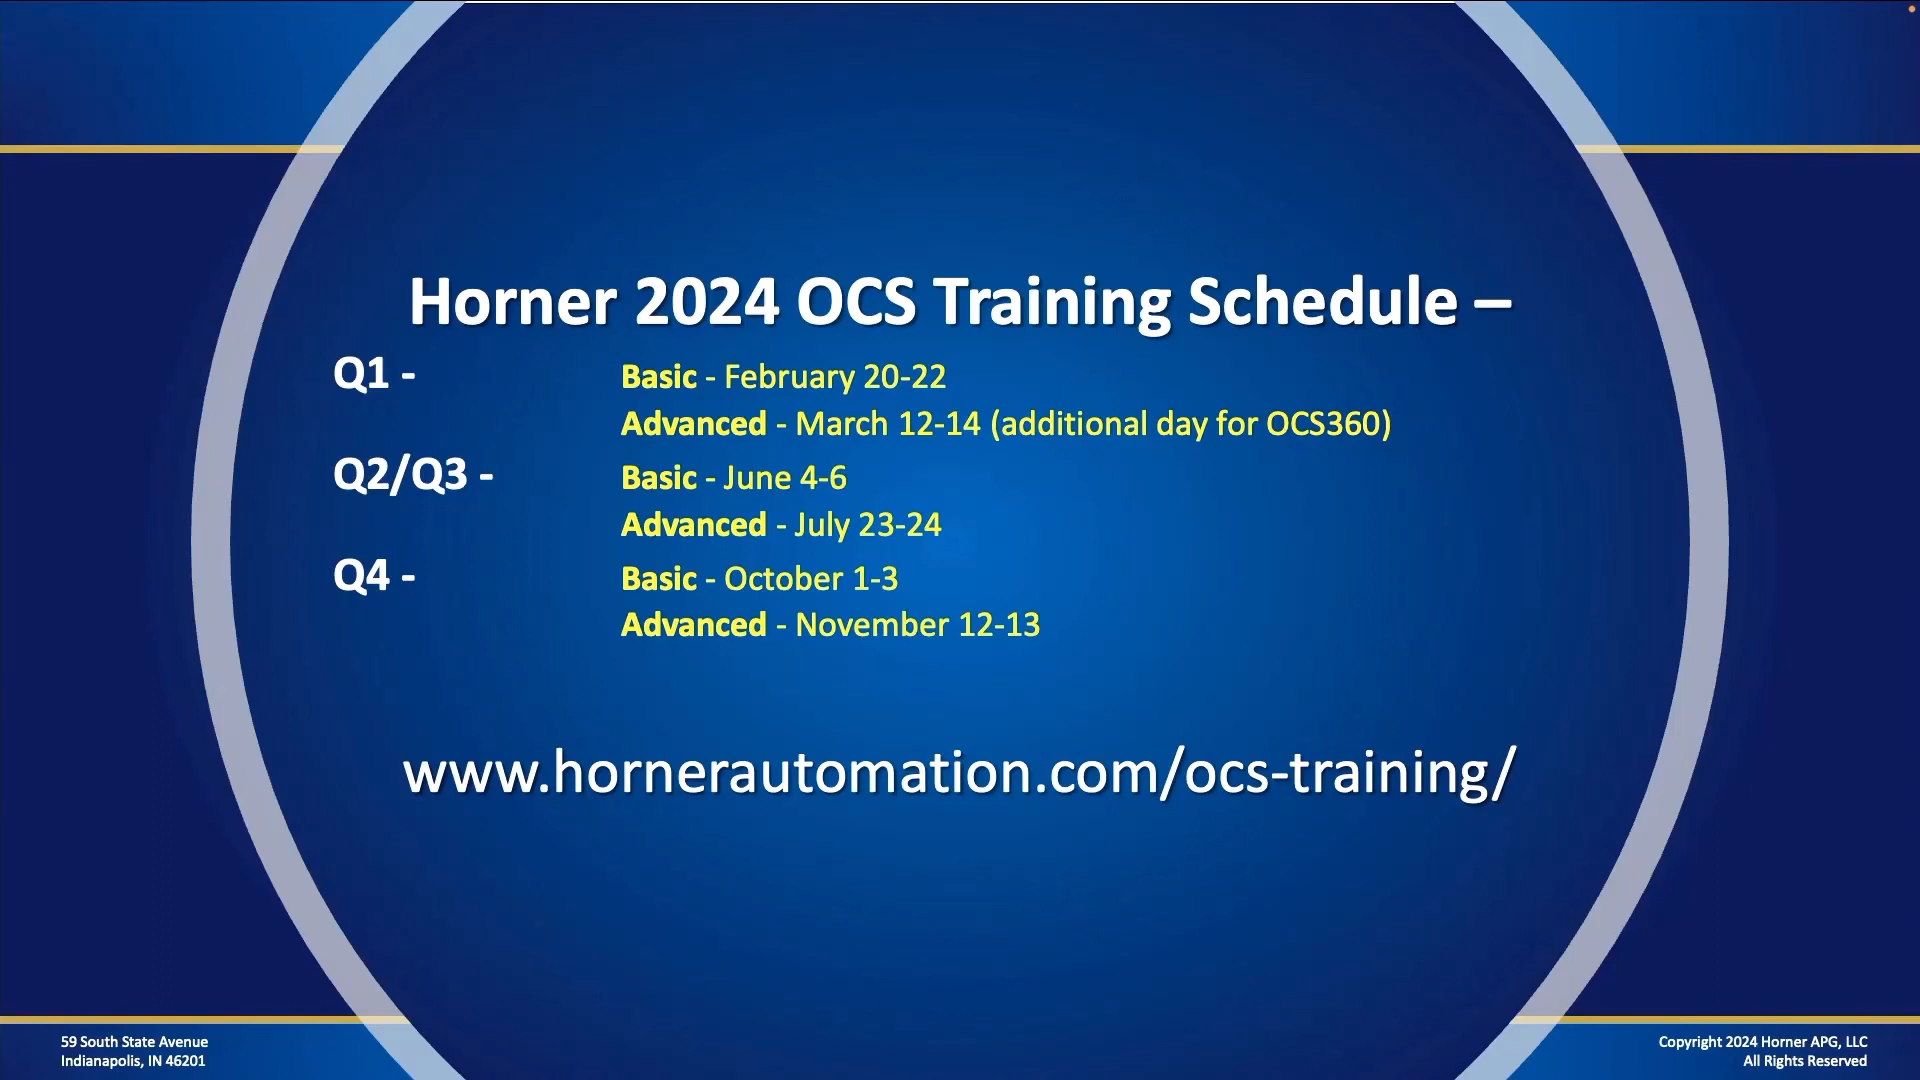 Horner 2024 OCS Training Schedule –
Q1 - Basic - February 20-22
Advanced - March 12-14 (additional day for OCS360)
Q2/Q3 - Basic - June 4-6
Advanced - July 23-24
Q4 - Basic - October 1-3
Advanced - November 12-13
www.hornerautomation.com/ocs-training/
59 South State Avenue
Indianapolis, IN 46201
Copyright 2024 Horner APG, LLC
All Rights Reserved